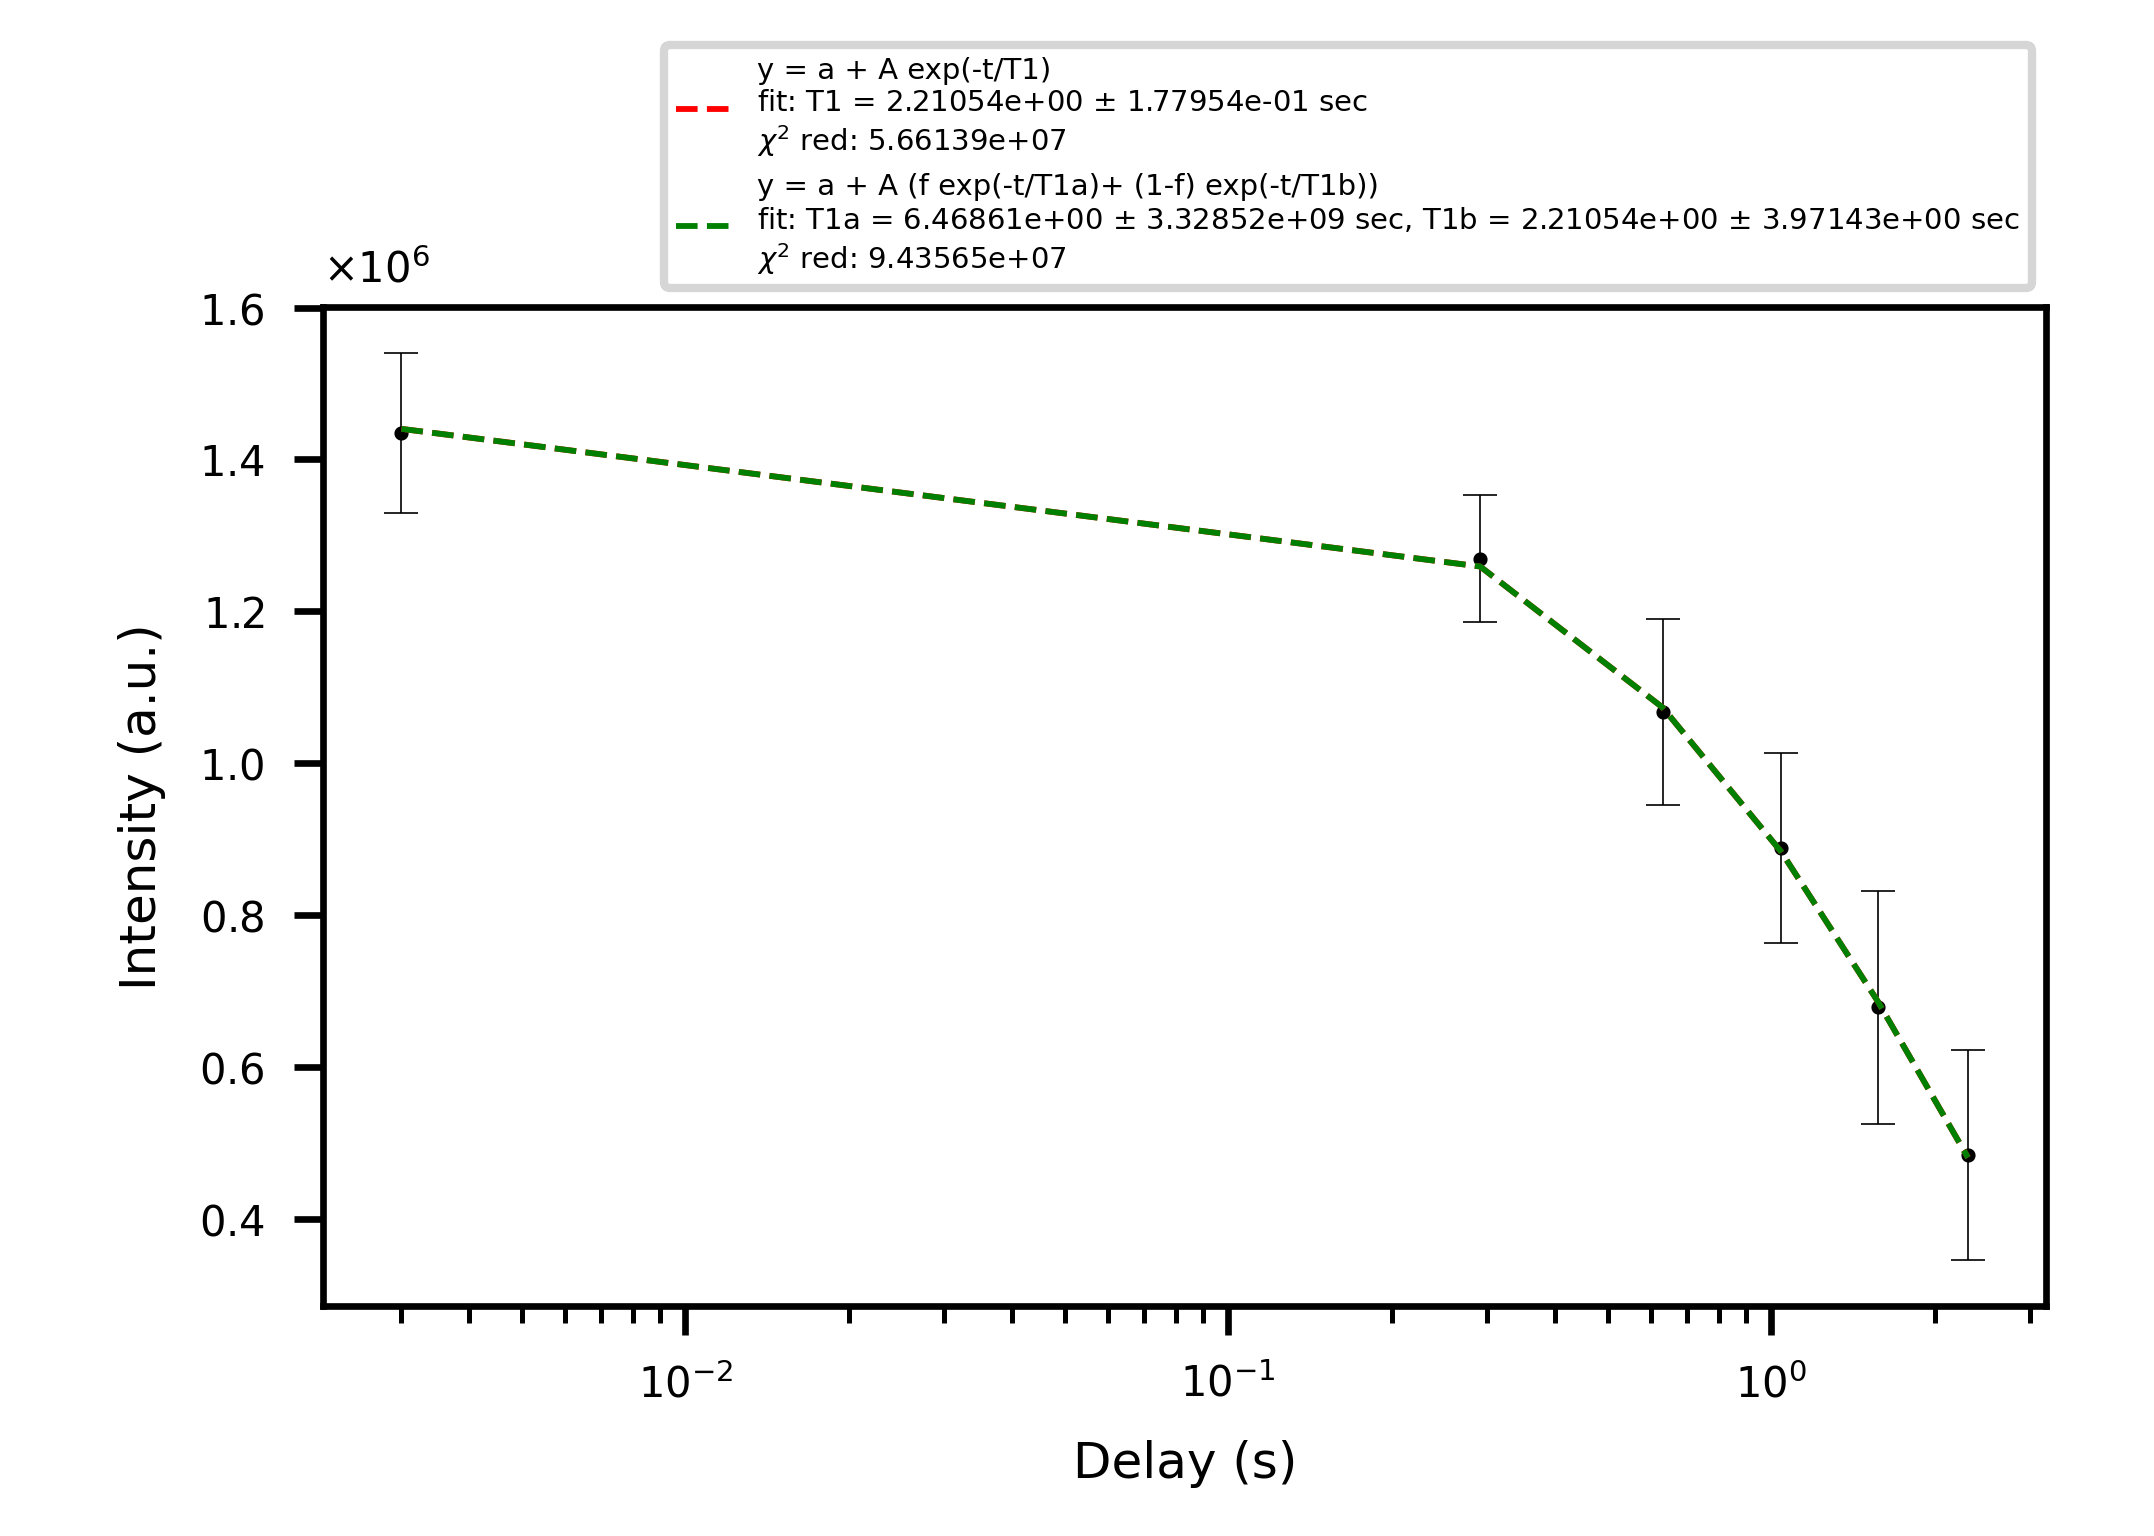 y = a + A exp(-t/T1)
fit: T1 = 2.21054e+00 ± 1.77954e-01 sec
χ² red: 5.66139e+07
y = a + A (f exp(-t/T1a)+ (1-f) exp(-t/T1b))
fit: T1a = 6.46861e+00 ± 3.32852e+09 sec, T1b = 2.21054e+00 ± 3.97143e+00 sec
χ² red: 9.43565e+07
×10⁶
1.6
1.4
1.2
1.0
0.8
0.6
0.4
Intensity (a.u.)
10⁻² 10⁻¹ 10⁰
Delay (s)